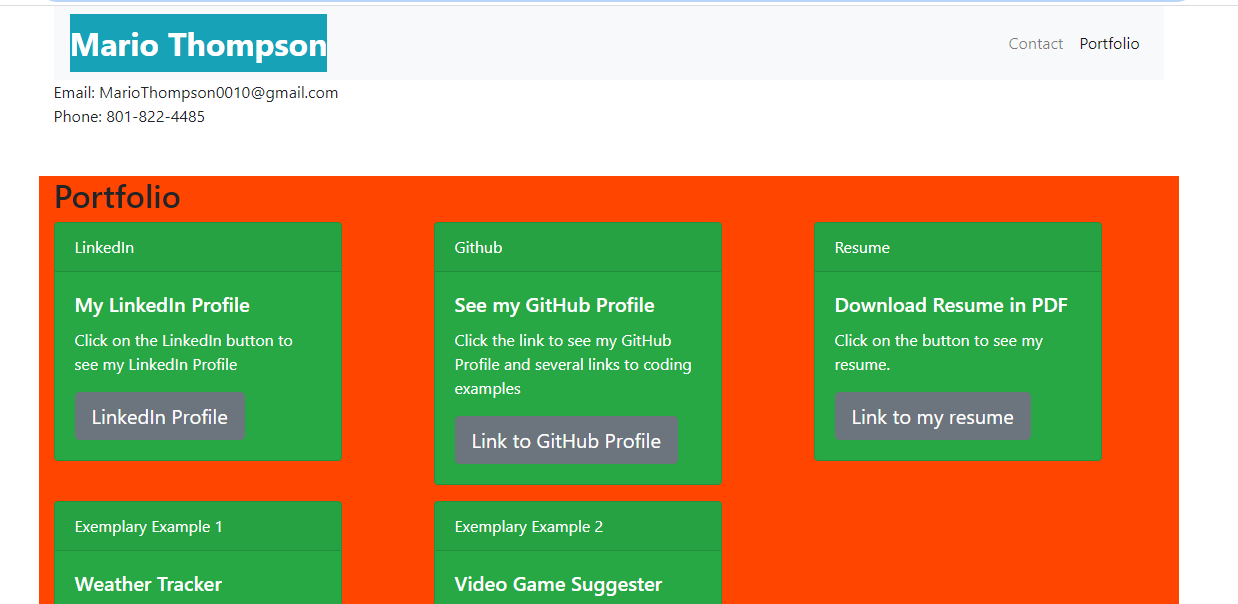 Mario Thompson
Contact Portfolio
Email: MarioThompson0010@gmail.com
Phone: 801-822-4485
Portfolio
LinkedIn
My LinkedIn Profile
Click on the LinkedIn button to
see my LinkedIn Profile
LinkedIn Profile
Github
See my GitHub Profile
Click the link to see my GitHub
Profile and several links to coding
examples
Link to GitHub Profile
Resume
Download Resume in PDF
Click on the button to see my
resume.
Link to my resume
Exemplary Example 1
Weather Tracker
Exemplary Example 2
Video Game Suggester